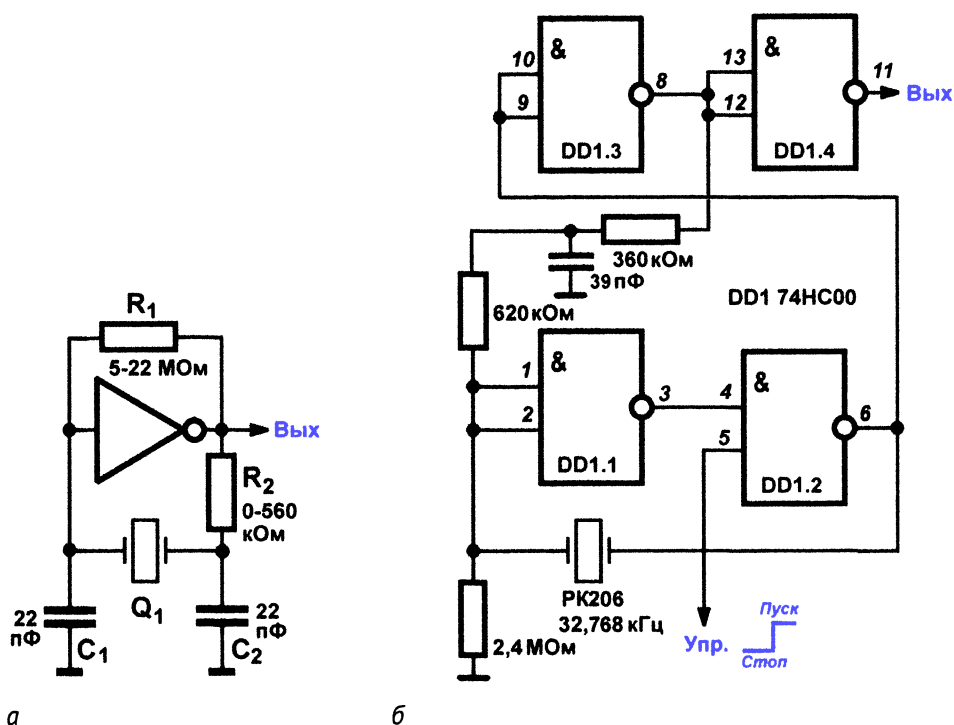 R1
5-22 МОм
Вых
R2
0-560
кОм
22
пФ
C1
Q1
22
пФ
C2
а
10
9
&
DD1.3
8
13
12
&
DD1.4
11
Вых
360 кОм
39 пФ
620 кОм
DD1 74HC00
1
2
&
DD1.1
3
4
5
&
DD1.2
6
РК206
32,768 кГц
2,4 МОм
Упр.
Пуск
Стоп
б